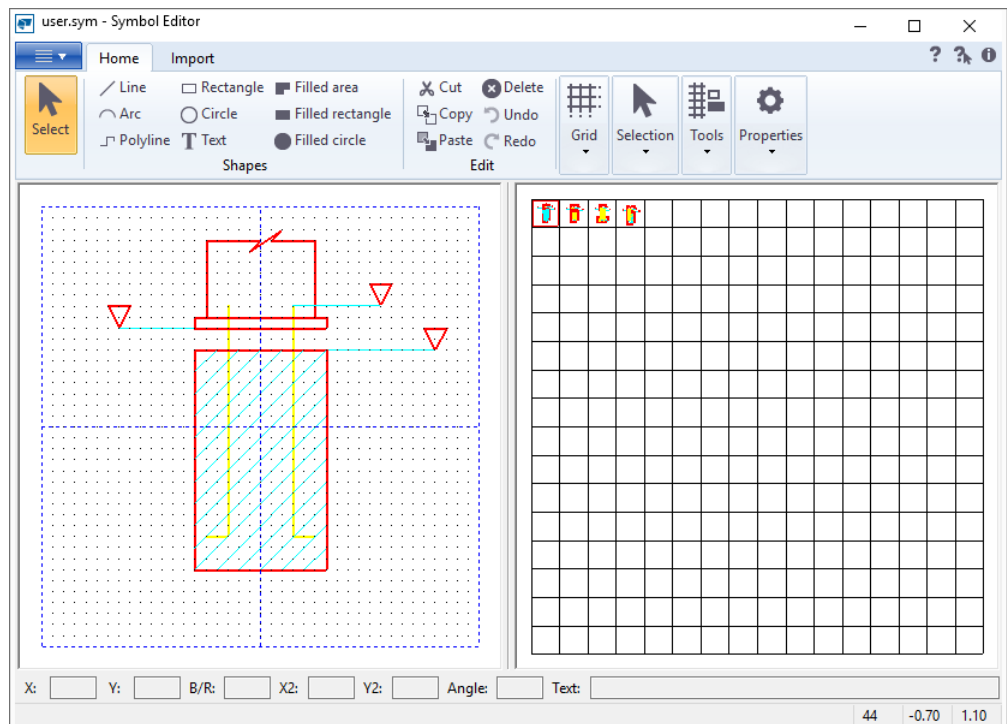 user.sym - Symbol Editor
Home Import
Select
Line Rectangle Filled area
Arc Circle Filled rectangle
Polyline Text Filled circle
Shapes
Cut Delete
Copy Undo
Paste Redo
Edit
Grid Selection Tools Properties
X: Y: B/R: X2: Y2: Angle: Text:
44 -0.70 1.10